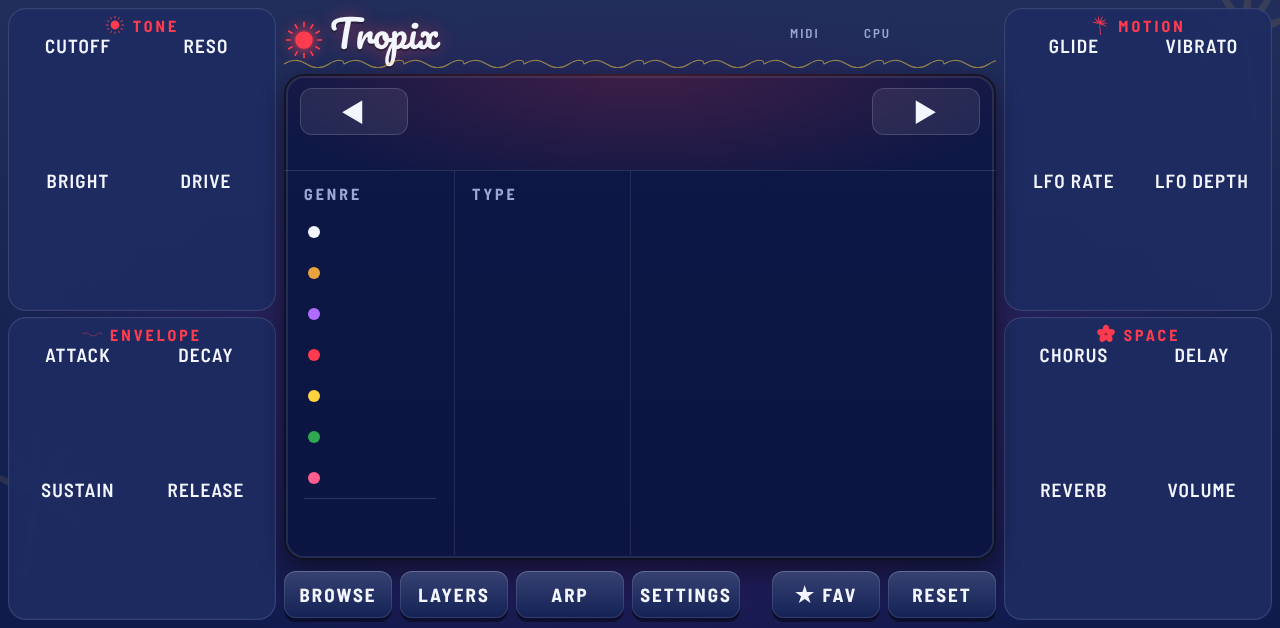 TONE
CUTOFF RESO
BRIGHT DRIVE
ENVELOPE
ATTACK DECAY
SUSTAIN RELEASE
Tropix
MIDI CPU
GENRE TYPE
BROWSE LAYERS ARP SETTINGS ★ FAV RESET
MOTION
GLIDE VIBRATO
LFO RATE LFO DEPTH
SPACE
CHORUS DELAY
REVERB VOLUME